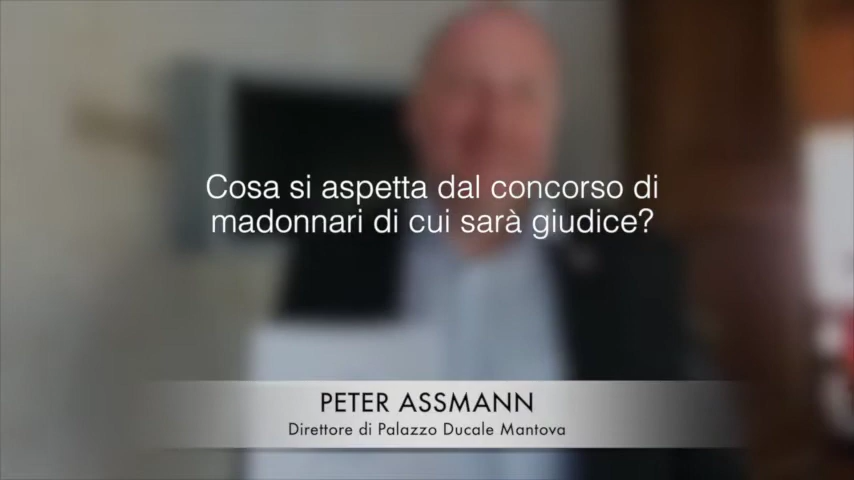 Cosa si aspetta dal concorso di
madonnari di cui sarà giudice?
PETER ASSMANN
Direttore di Palazzo Ducale Mantova